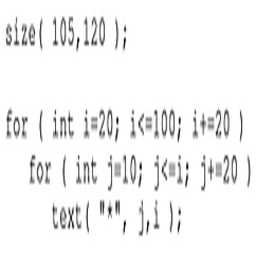 size( 105,120 );
for ( int i=20; i<=100; i+=20 )
for ( int j=10; j<=i; j+=20 )
text( "*", j,i );